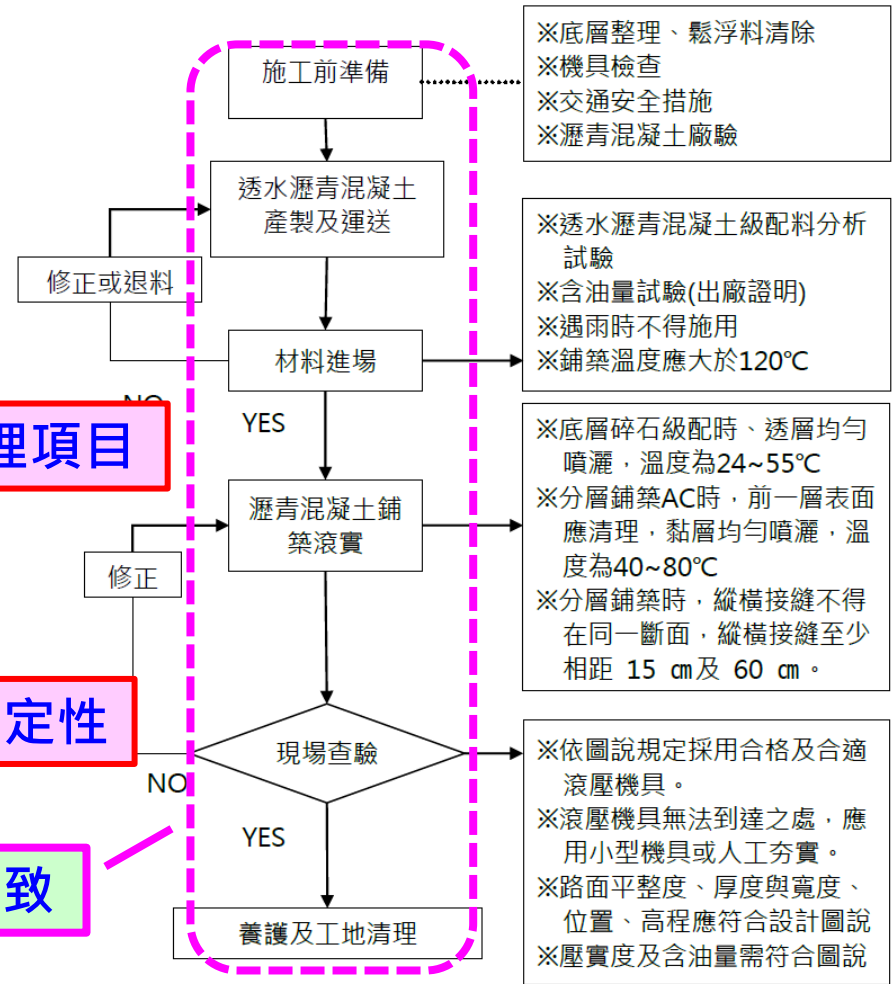 施工前準備
※底層整理、鬆浮料清除
※機具檢查
※交通安全措施
※瀝青混凝土廠驗
透水瀝青混凝土
產製及運送
修正或退料
材料進場
※透水瀝青混凝土級配料分析
試驗
※含油量試驗(出廠證明)
※遇雨時不得施用
※鋪築溫度應大於120℃
NO
YES
理項目
瀝青混凝土鋪
築滾實
修正
※底層碎石級配時、透層均勻
噴灑，溫度為24~55℃
※分層鋪築AC時，前一層表面
應清理，黏層均勻噴灑，溫
度為40~80℃
※分層鋪築時，縱橫接縫不得
在同一斷面，縱橫接縫至少
相距 15 ㎝及 60 ㎝。
定性
現場查驗
NO
YES
※依圖說規定採用合格及合適
滾壓機具。
※滾壓機具無法到達之處，應
用小型機具或人工夯實。
※路面平整度、厚度與寬度、
位置、高程應符合設計圖說
※壓實度及含油量需符合圖說
致
養護及工地清理